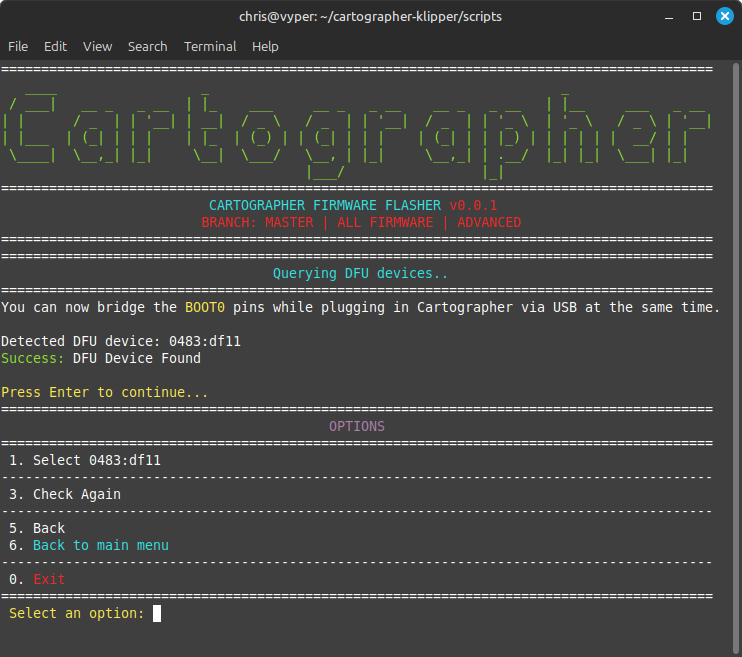 chris@vyper: ~/cartographer-klipper/scripts
File Edit View Search Terminal Help
Cartographer
CARTOGRAPHER FIRMWARE FLASHER v0.0.1
BRANCH: MASTER | ALL FIRMWARE | ADVANCED
Querying DFU devices..
You can now bridge the BOOT0 pins while plugging in Cartographer via USB at the same time.
Detected DFU device: 0483:df11
Success: DFU Device Found
Press Enter to continue...
OPTIONS
1. Select 0483:df11
3. Check Again
5. Back
6. Back to main menu
0. Exit
Select an option: